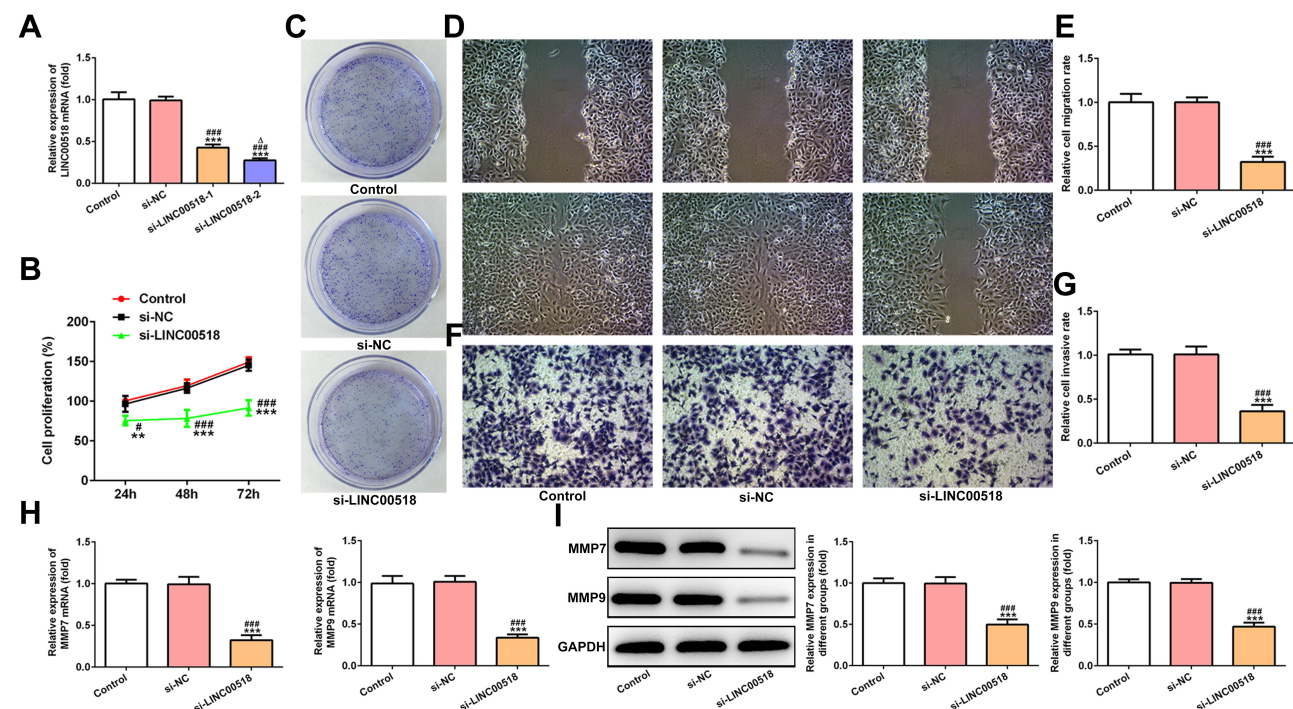 A
Relative expression of
LINC00518 mRNA (fold)
1.5
1.0
0.5
0.0
###
***
Δ
###
***
Control
si-NC
si-LINC00518-1
si-LINC00518-2
B
Control
si-NC
si-LINC00518
Cell proliferation (%)
200
150
100
50
0
#
**
###
***
###
***
24h
48h
72h
C
Control
si-NC
si-LINC00518
D
E
Relative cell migration rate
1.5
1.0
0.5
0.0
###
***
Control
si-NC
si-LINC00518
F
Control
si-NC
si-LINC00518
G
Relative cell invasive rate
1.5
1.0
0.5
0.0
###
***
Control
si-NC
si-LINC00518
H
Relative expression of
MMP7 mRNA (fold)
1.5
1.0
0.5
0.0
###
***
Control
si-NC
si-LINC00518
Relative expression of
MMP9 mRNA (fold)
1.5
1.0
0.5
0.0
###
***
Control
si-NC
si-LINC00518
I
MMP7
MMP9
GAPDH
Control
si-NC
si-LINC00518
Relative MMP7 expression in
different groups (fold)
1.5
1.0
0.5
0.0
###
***
Control
si-NC
si-LINC00518
Relative MMP9 expression in
different groups (fold)
1.5
1.0
0.5
0.0
###
***
Control
si-NC
si-LINC00518